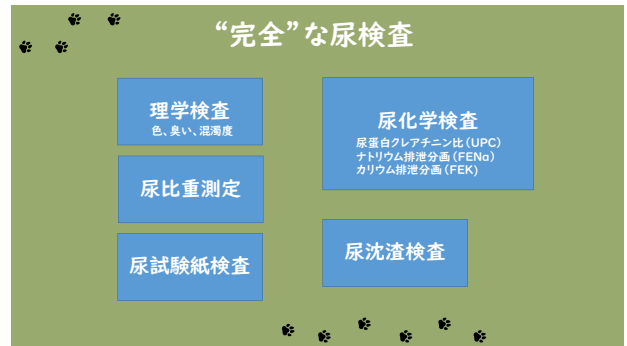 “完全”な尿検査
理学検査
色、臭い、混濁度
尿比重測定
尿試験紙検査
尿化学検査
尿蛋白クレアチニン比(UPC)
ナトリウム排泄分画(FENa)
カリウム排泄分画(FEK)
尿沈渣検査